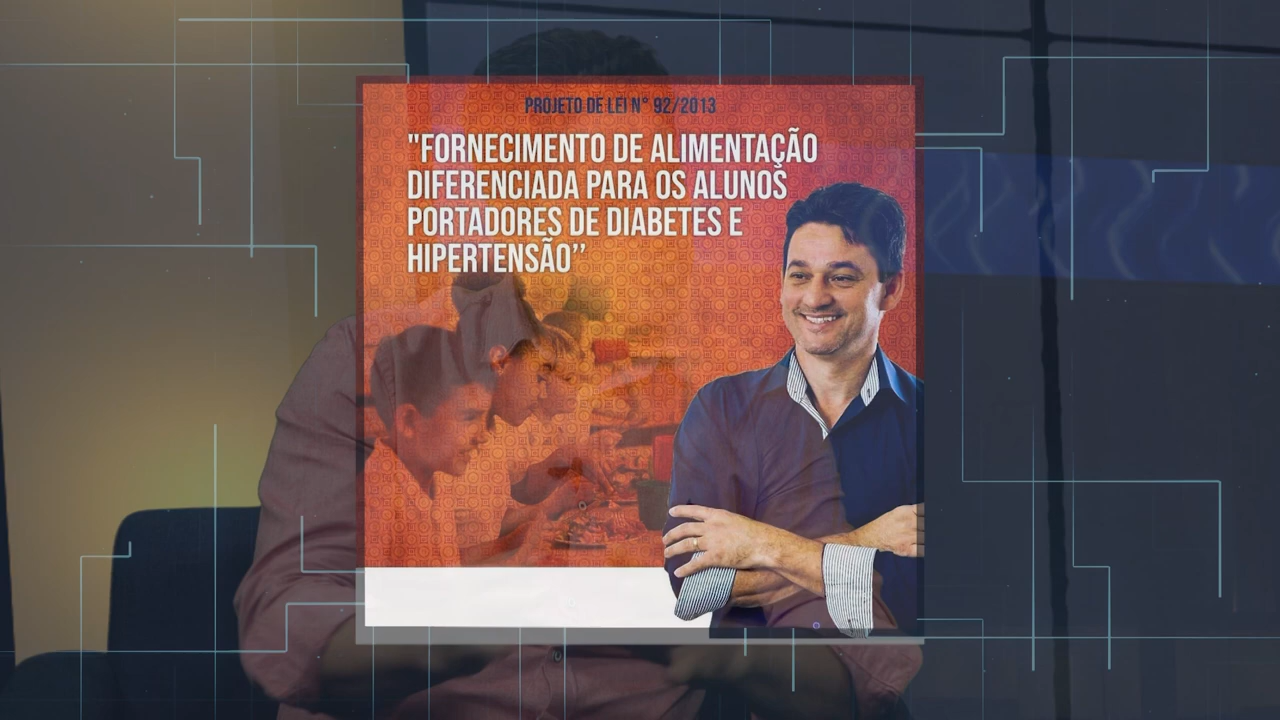 PROJETO DE LEI N° 92/2013
"FORNECIMENTO DE ALIMENTAÇÃO
DIFERENCIADA PARA OS ALUNOS
PORTADORES DE DIABETES E
HIPERTENSÃO’’